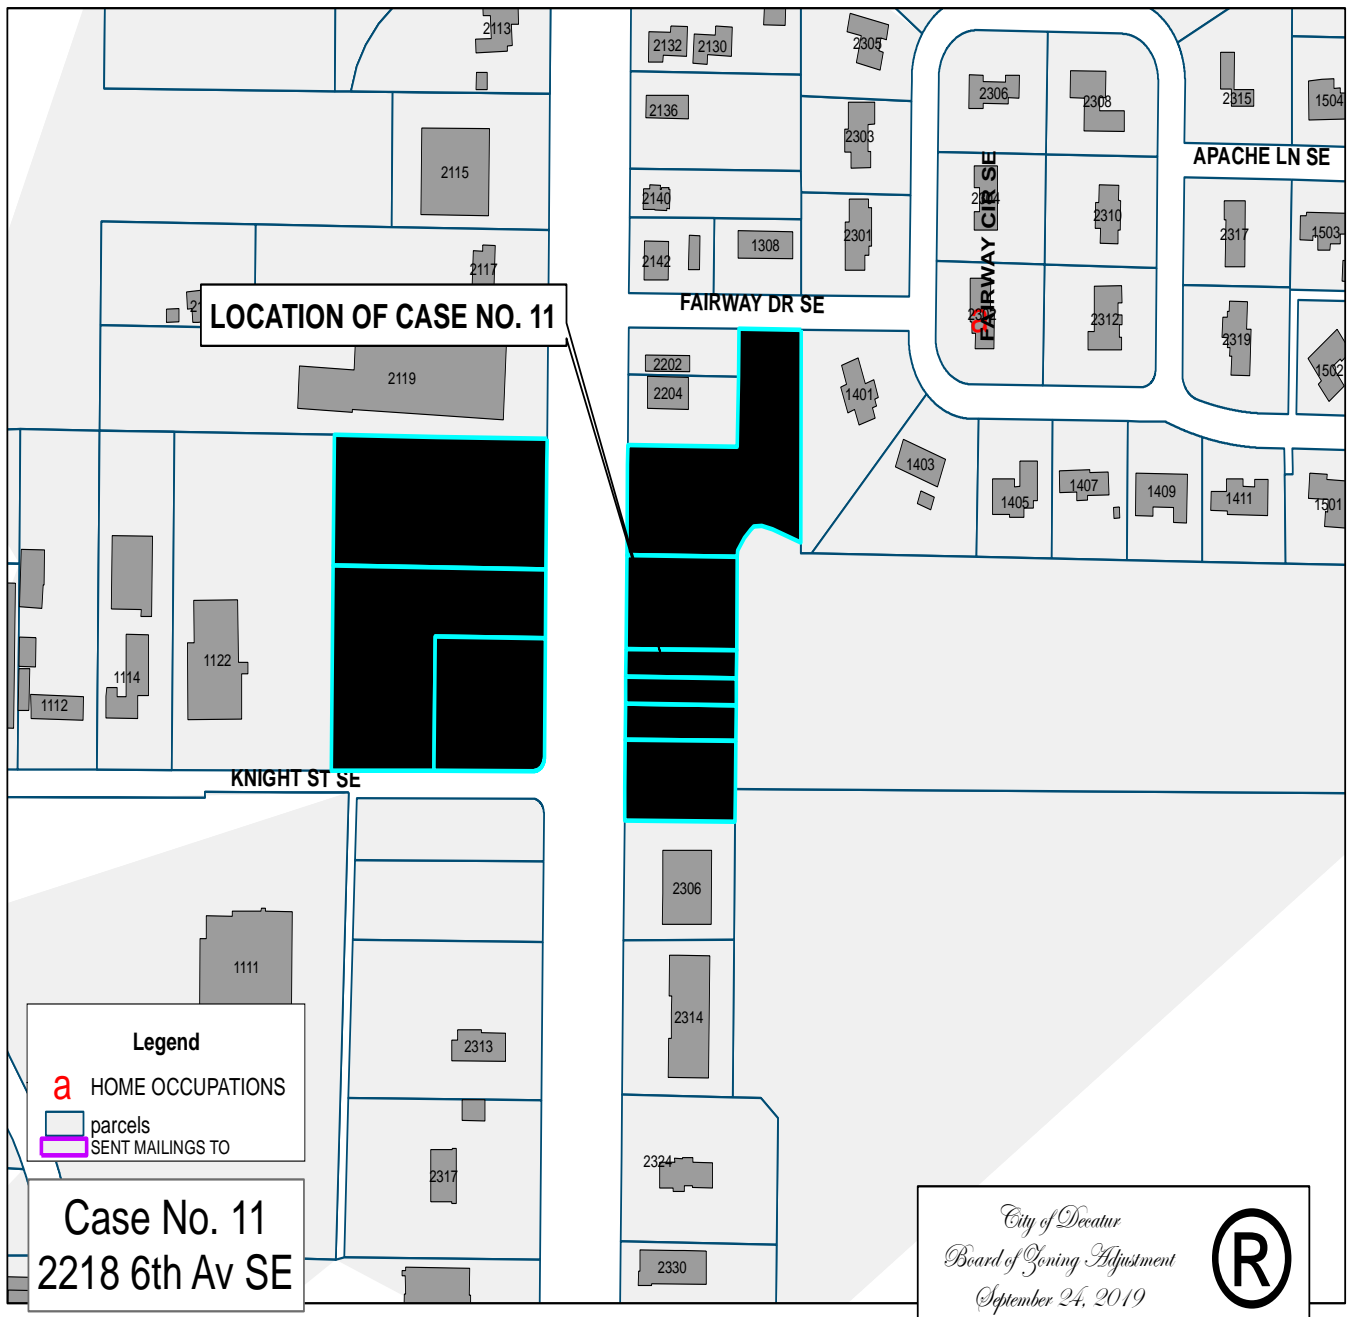 2113
2132
2130
2305
2306
2308
2315
1504
2136
2303
APACHE LN SE
2115
2140
FAIRWAY CIR SE
2310
2301
2317
1503
2142
1308
2117
LOCATION OF CASE NO. 11
FAIRWAY DR SE
2312
2319
2202
2119
2204
1401
1502
1403
1405
1407
1409
1411
1501
1122
1114
1112
KNIGHT ST SE
2306
1111
2314
2313
Legend
a HOME OCCUPATIONS
parcels
SENT MAILINGS TO
2317
2324
Case No. 11
2218 6th Av SE
2330
City of Decatur
Board of Zoning Adjustment
September 24, 2019
R